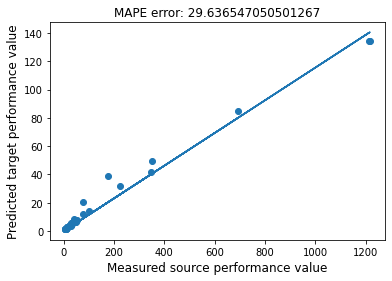 MAPE error: 29.636547050501267
Predicted target performance value
140
120
100
80
60
40
20
0
0 200 400 600 800 1000 1200
Measured source performance value